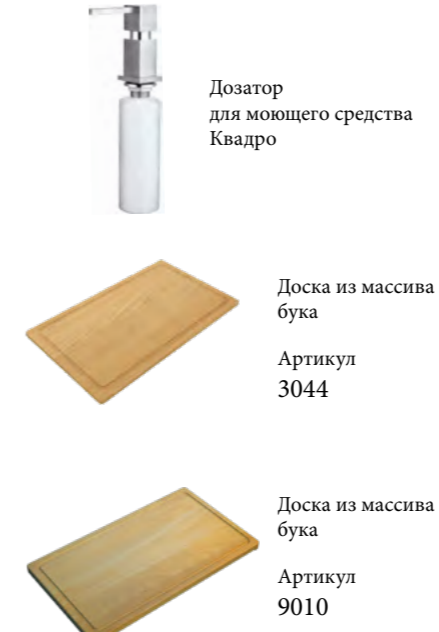 Дозатор
для моющего средства
Квадро
Доска из массива
бука
Артикул
3044
Доска из массива
бука
Артикул
9010